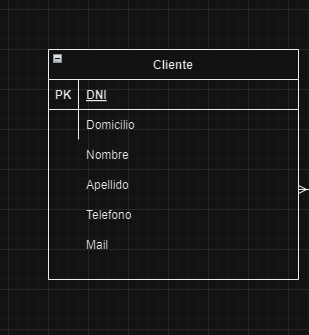 Cliente
PK DNI
Domicilio
Nombre
Apellido
Telefono
Mail